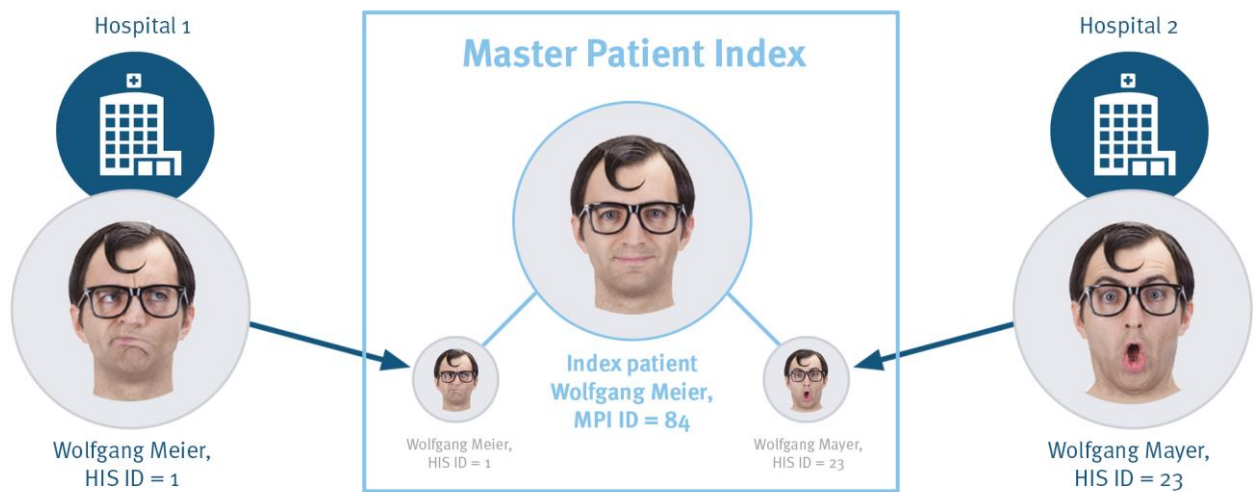 Hospital 1
Master Patient Index
Hospital 2
Index patient
Wolfgang Meier,
MPI ID = 84
Wolfgang Meier,
HIS ID = 1
Wolfgang Mayer,
HIS ID = 23
Wolfgang Meier,
HIS ID = 1
Wolfgang Mayer,
HIS ID = 23